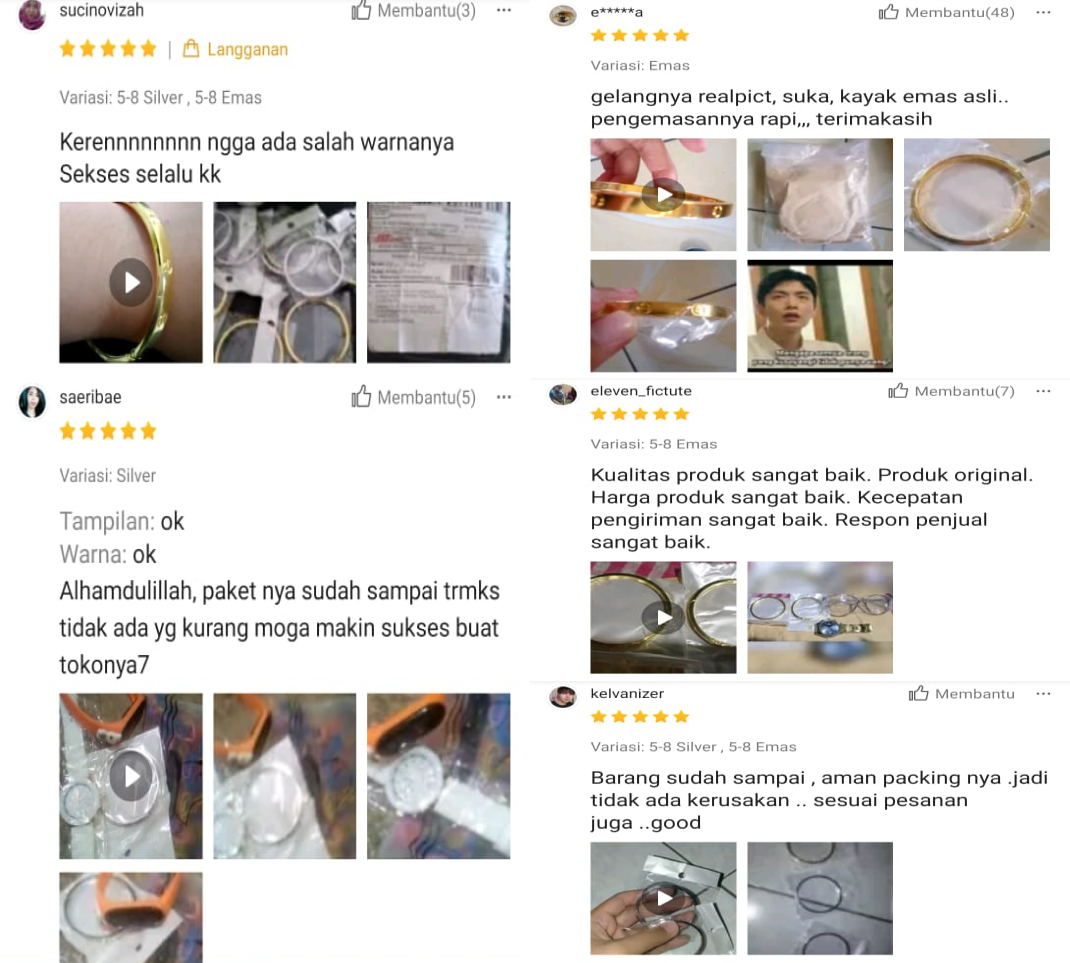 sucinovizah
Membantu(3)
Langganan
Variasi: 5-8 Silver , 5-8 Emas
Kerennnnnnnn ngga ada salah warnanya
Sekses selalu kk
saeribae
Membantu(5)
Variasi: Silver
Tampilan: ok
Warna: ok
Alhamdulillah, paket nya sudah sampai trmks
tidak ada yg kurang moga makin sukses buat
tokonya7
e*****a
Membantu(48)
Variasi: Emas
gelangnya realpict, suka, kayak emas asli..
pengemasannya rapi,,, terimakasih
Mengapa semua orang
yang
eleven_fictute
Membantu(7)
Variasi: 5-8 Emas
Kualitas produk sangat baik. Produk original.
Harga produk sangat baik. Kecepatan
pengiriman sangat baik. Respon penjual
sangat baik.
kelvanizer
Membantu
Variasi: 5-8 Silver , 5-8 Emas
Barang sudah sampai , aman packing nya .jadi
tidak ada kerusakan .. sesuai pesanan
juga ..good